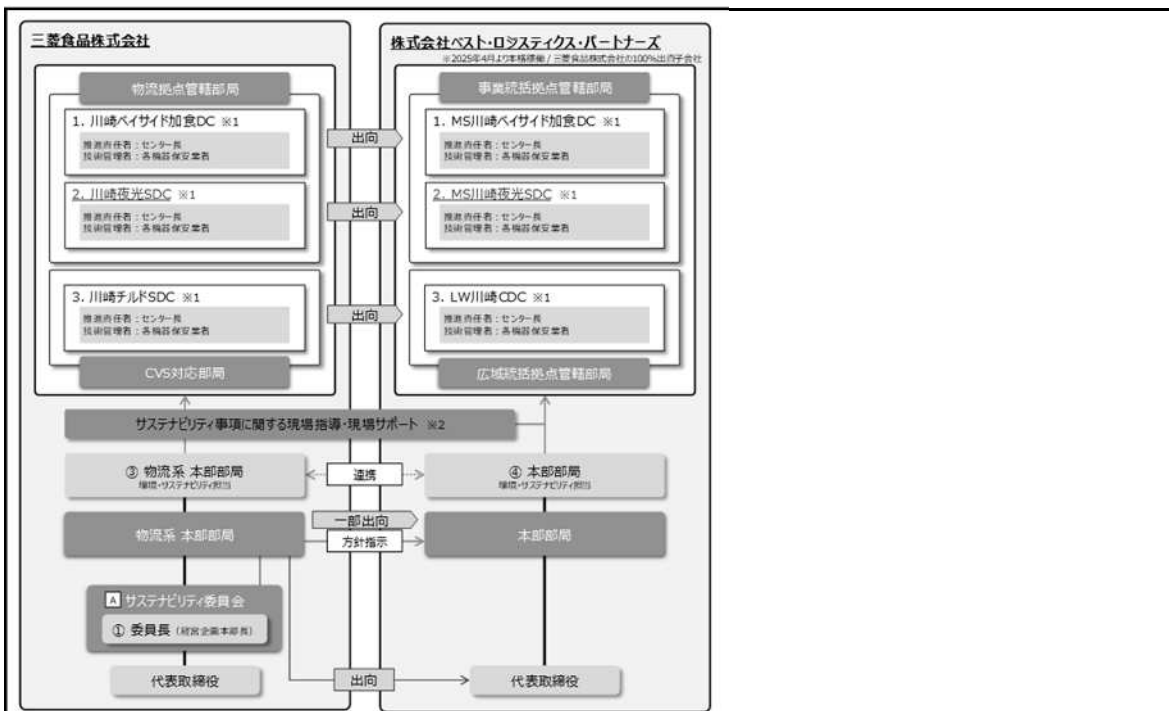 三菱食品株式会社
物流拠点管轄部局
1. 川崎ベイサイド加食DC ※1
推進責任者：センター長
技術管理者：各機器保安業者
2. 川崎夜光SDC ※1
推進責任者：センター長
技術管理者：各機器保安業者
3. 川崎チルドSDC ※1
推進責任者：センター長
技術管理者：各機器保安業者
CVS対応部局
出向
出向
出向
株式会社ベスト・ロジスティクス・パートナーズ
※2025年4月より本格稼働 / 三菱食品株式会社の100%出資子会社
事業統括拠点管轄部局
1. MS川崎ベイサイド加食DC ※1
推進責任者：センター長
技術管理者：各機器保安業者
2. MS川崎夜光SDC ※1
推進責任者：センター長
技術管理者：各機器保安業者
3. LW川崎CDC ※1
推進責任者：センター長
技術管理者：各機器保安業者
広域統括拠点管轄部局
サステナビリティ事項に関する現場指導・現場サポート ※2
③ 物流系 本部部局
環境・サステナビリティ担当
連携
④ 本部部局
環境・サステナビリティ担当
物流系 本部部局
一部出向
方針指示
本部部局
A サステナビリティ委員会
① 委員長（経営企画本部長）
代表取締役
出向
代表取締役